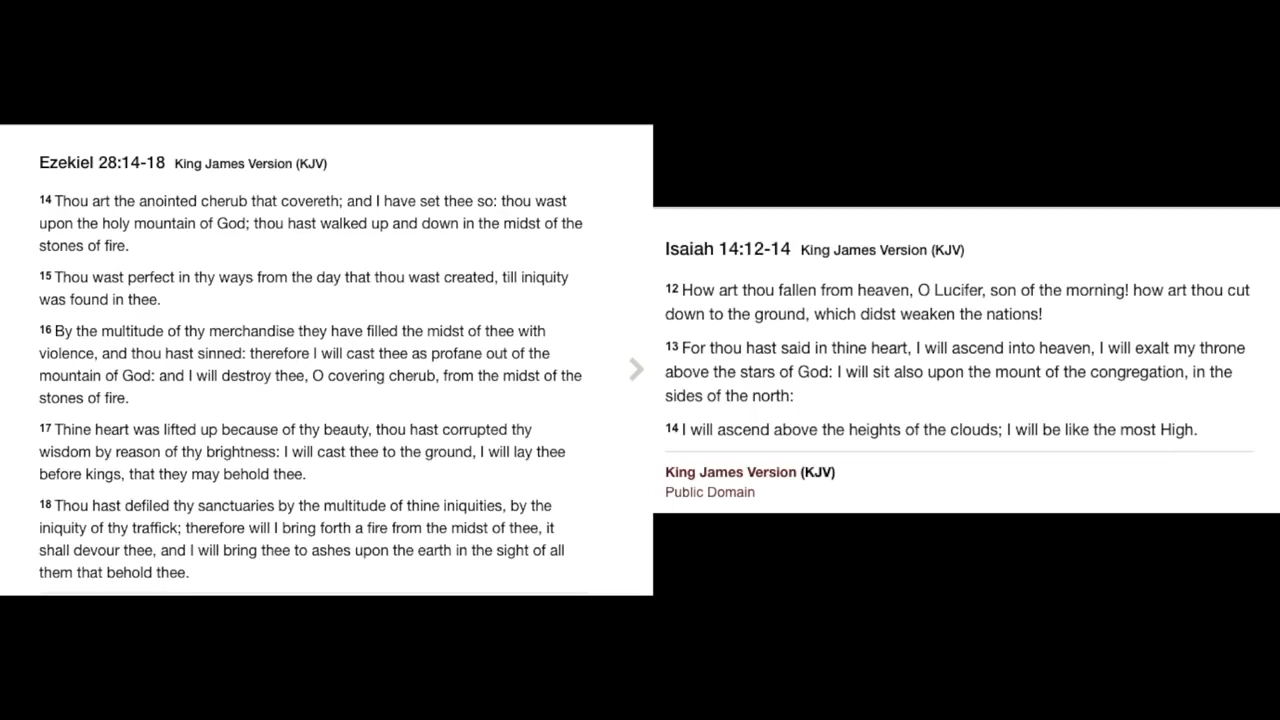 Ezekiel 28:14-18 King James Version (KJV)
14 Thou art the anointed cherub that covereth; and I have set thee so: thou wast
upon the holy mountain of God; thou hast walked up and down in the midst of the
stones of fire.
15 Thou wast perfect in thy ways from the day that thou wast created, till iniquity
was found in thee.
16 By the multitude of thy merchandise they have filled the midst of thee with
violence, and thou hast sinned: therefore I will cast thee as profane out of the
mountain of God: and I will destroy thee, O covering cherub, from the midst of the
stones of fire.
17 Thine heart was lifted up because of thy beauty, thou hast corrupted thy
wisdom by reason of thy brightness: I will cast thee to the ground, I will lay thee
before kings, that they may behold thee.
18 Thou hast defiled thy sanctuaries by the multitude of thine iniquities, by the
iniquity of thy traffick; therefore will I bring forth a fire from the midst of thee, it
shall devour thee, and I will bring thee to ashes upon the earth in the sight of all
them that behold thee.
Isaiah 14:12-14 King James Version (KJV)
12 How art thou fallen from heaven, O Lucifer, son of the morning! how art thou cut
down to the ground, which didst weaken the nations!
13 For thou hast said in thine heart, I will ascend into heaven, I will exalt my throne
above the stars of God: I will sit also upon the mount of the congregation, in the
sides of the north:
14 I will ascend above the heights of the clouds; I will be like the most High.
King James Version (KJV)
Public Domain